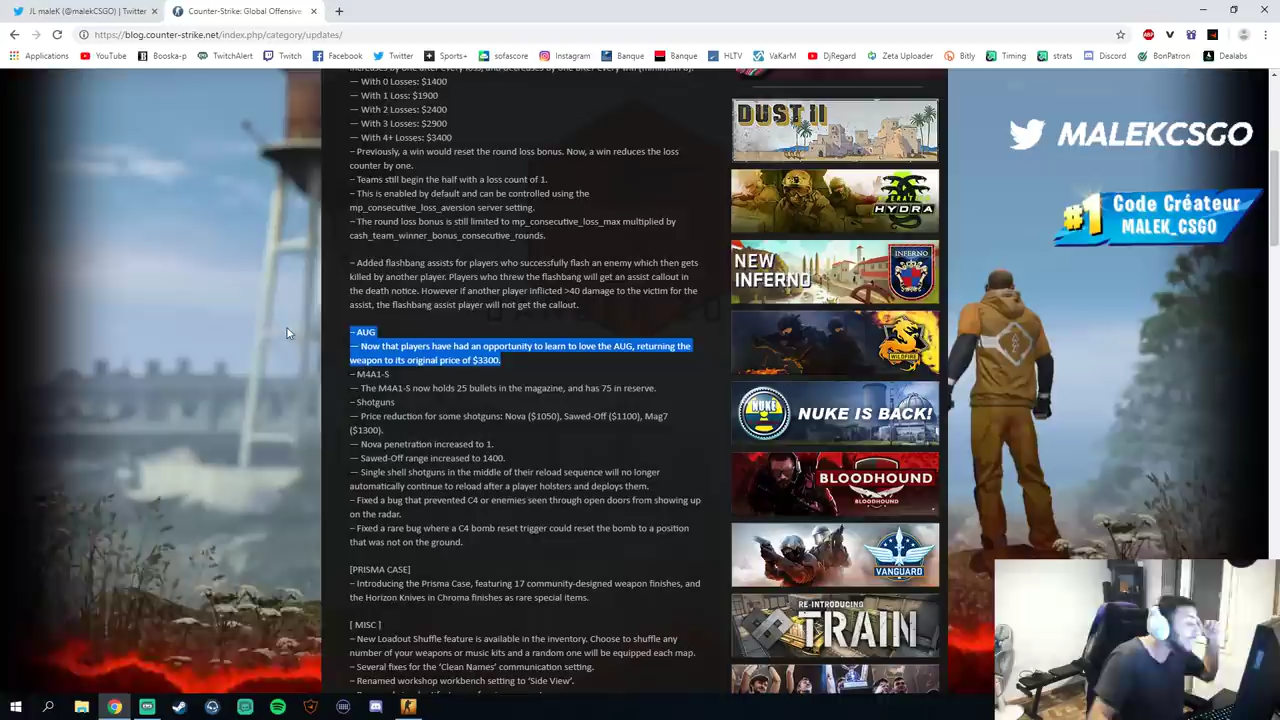 JL maleK (@malekCSGO) | Twitter
Counter-Strike: Global Offensive
https://blog.counter-strike.net/index.php/category/updates/
Applications
YouTube
Booska-p
TwitchAlert
Twitch
Facebook
Twitter
Sports+
sofascore
Instagram
Banque
Banque
HLTV
VaKarM
DjRegard
Zeta Uploader
Bitly
Timing
strats
Discord
BonPatron
Dealabs
— With 0 Losses: $1400
— With 1 Loss: $1900
— With 2 Losses: $2400
— With 3 Losses: $2900
— With 4+ Losses: $3400
– Previously, a win would reset the round loss bonus. Now, a win reduces the loss
counter by one.
– Teams still begin the half with a loss count of 1.
– This is enabled by default and can be controlled using the
mp_consecutive_loss_aversion server setting.
– The round loss bonus is still limited to mp_consecutive_loss_max multiplied by
cash_team_winner_bonus_consecutive_rounds.
– Added flashbang assists for players who successfully flash an enemy which then gets
killed by another player. Players who threw the flashbang will get an assist callout in
the death notice. However if another player inflicted >40 damage to the victim for the
assist, the flashbang assist player will not get the callout.
– AUG
— Now that players have had an opportunity to learn to love the AUG, returning the
weapon to its original price of $3300.
– M4A1-S
— The M4A1-S now holds 25 bullets in the magazine, and has 75 in reserve.
– Shotguns
— Price reduction for some shotguns: Nova ($1050), Sawed-Off ($1100), Mag7
($1300).
— Nova penetration increased to 1.
— Sawed-Off range increased to 1400.
— Single shell shotguns in the middle of their reload sequence will no longer
automatically continue to reload after a player holsters and deploys them.
– Fixed a bug that prevented C4 or enemies seen through open doors from showing up
on the radar.
– Fixed a rare bug where a C4 bomb reset trigger could reset the bomb to a position
that was not on the ground.
[PRISMA CASE]
– Introducing the Prisma Case, featuring 17 community-designed weapon finishes, and
the Horizon Knives in Chroma finishes as rare special items.
[ MISC ]
– New Loadout Shuffle feature is available in the inventory. Choose to shuffle any
number of your weapons or music kits and a random one will be equipped each map.
– Several fixes for the ‘Clean Names’ communication setting.
– Renamed workshop workbench setting to ‘Side View’.
DUST II
HYDRA
NEW
INFERNO
INFERNO
WILDFIRE
NUKE
NUKE IS BACK!
BLOODHOUND
BLOODHOUND
VANGUARD
RE-INTRODUCING
TRAIN
MALEKCSGO
#1 Code Créateur
MALEK_CSGO